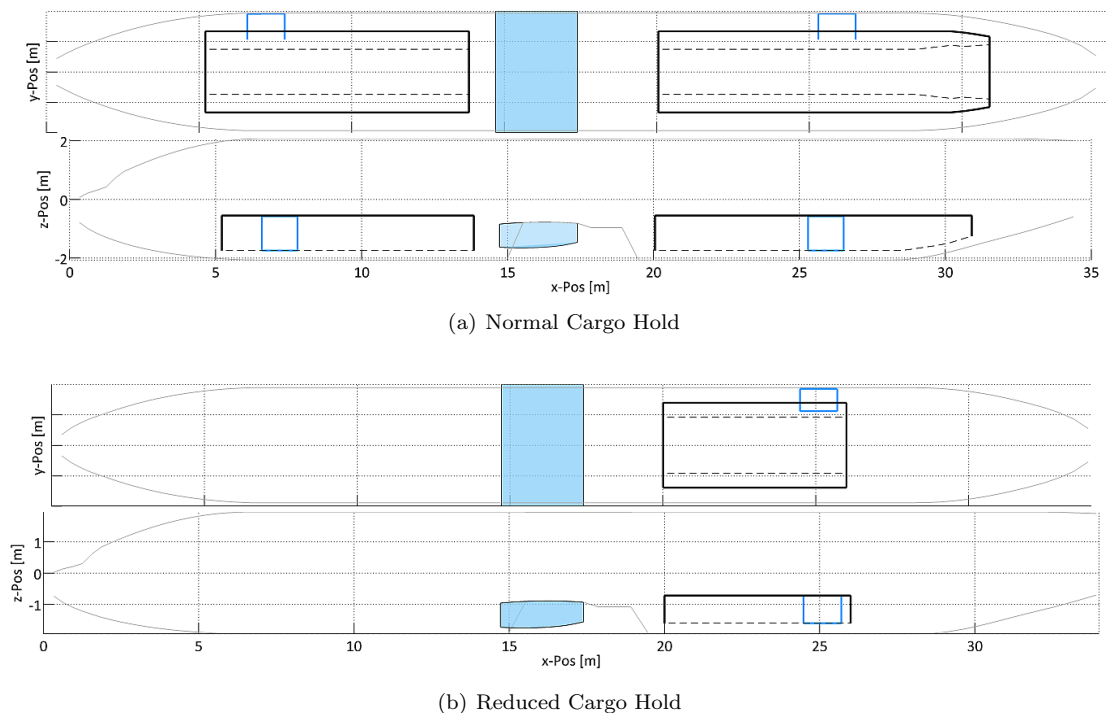 y-Pos [m]
2
0
-2
z-Pos [m]
0 5 10 15 20 25 30 35
x-Pos [m]
(a) Normal Cargo Hold
y-Pos [m]
1
0
-1
z-Pos [m]
0 5 10 15 20 25 30
x-Pos [m]
(b) Reduced Cargo Hold